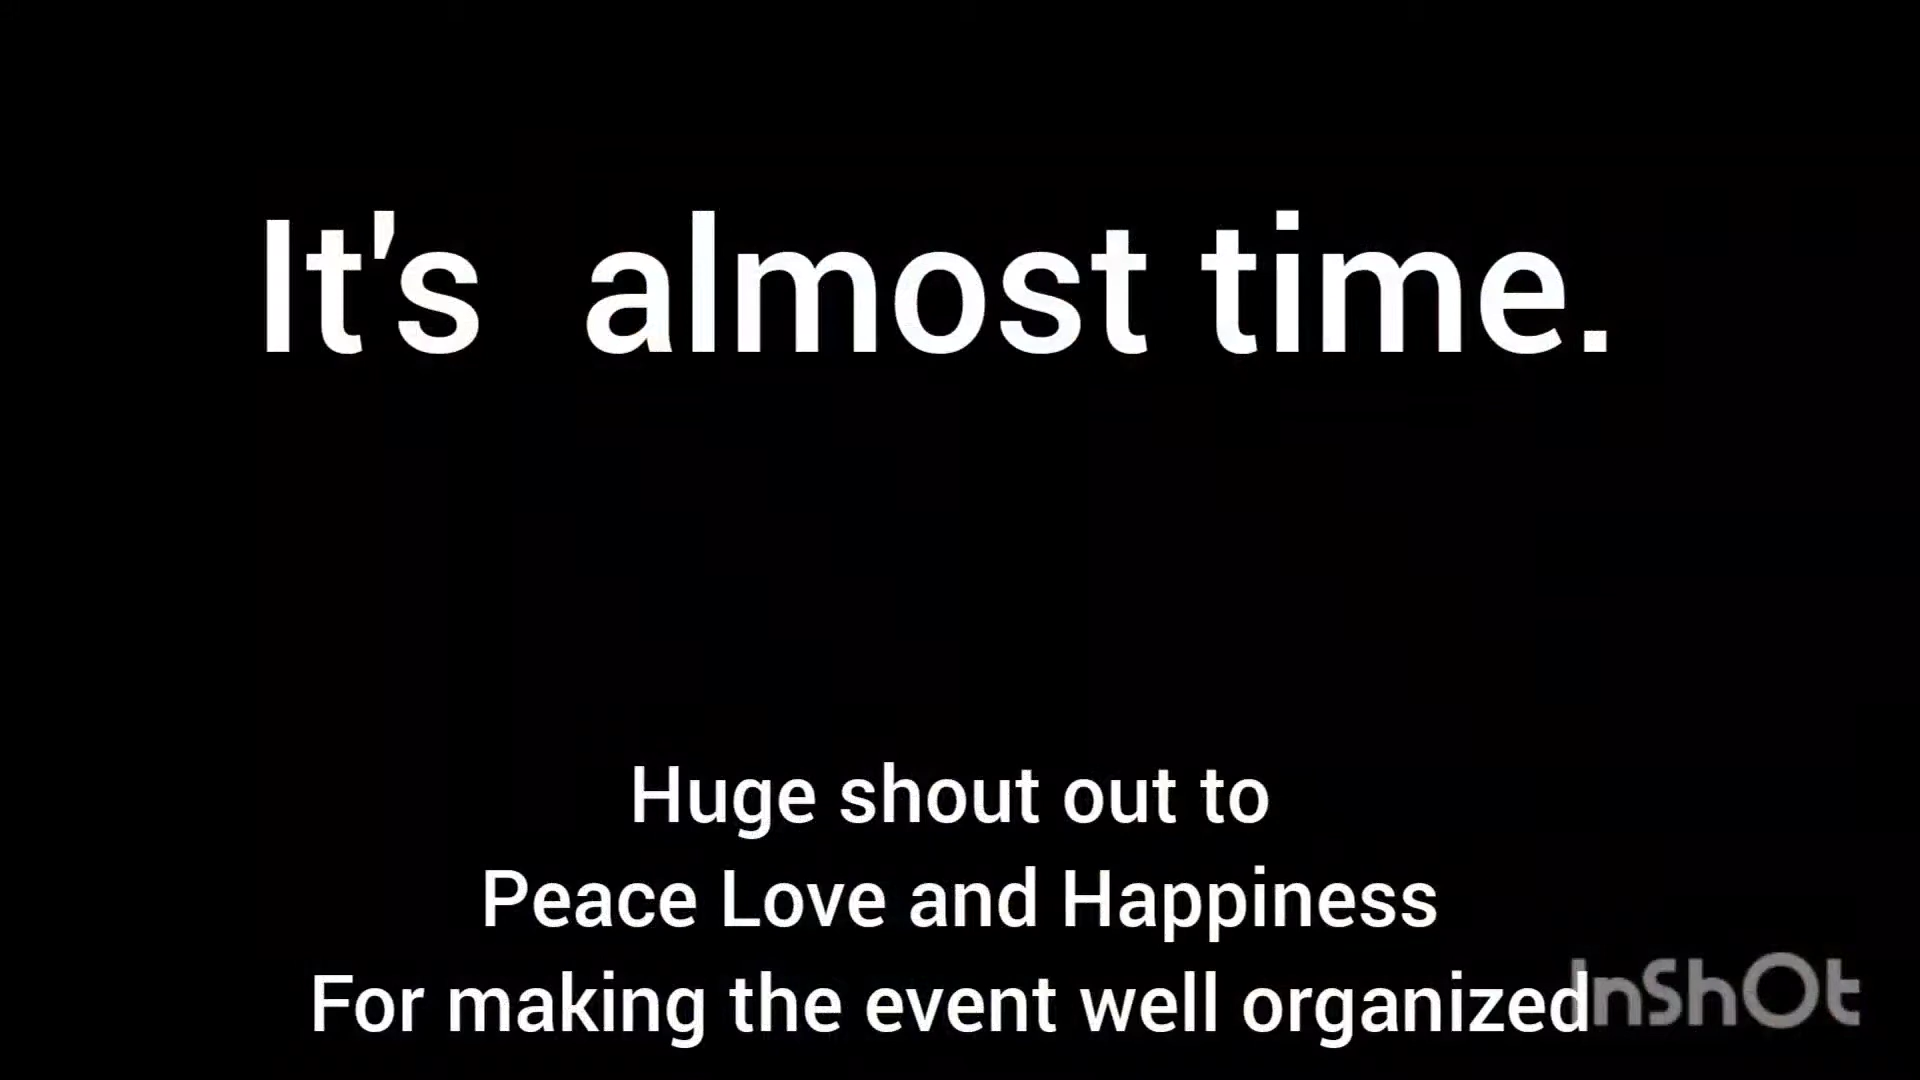 It's  almost time.
Huge shout out to
Peace Love and Happiness
For making the event well organized
InShOt